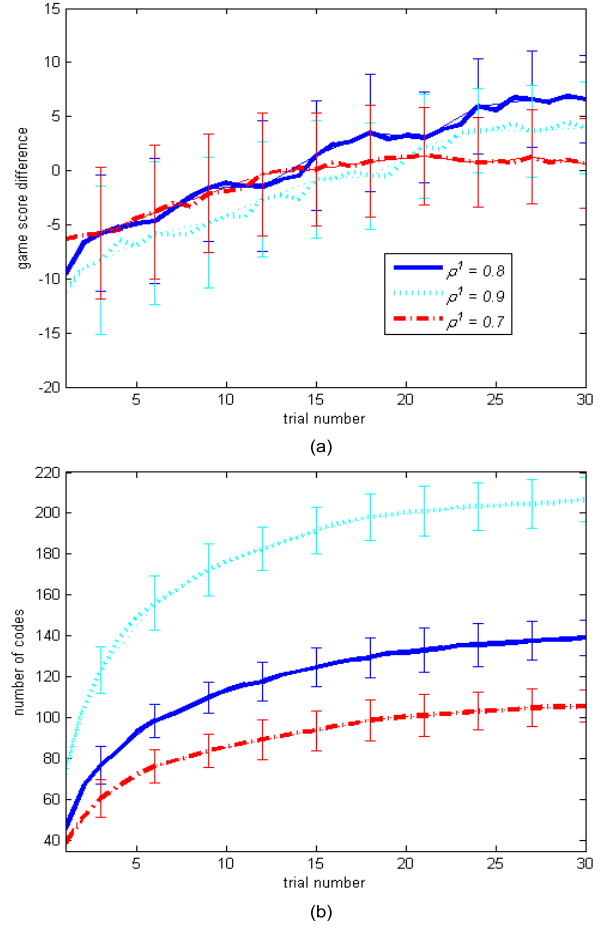 15
10
5
0
-5
-10
-15
-20
game score difference
ρ¹ = 0.8
ρ¹ = 0.9
ρ¹ = 0.7
5 10 15 20 25 30
trial number
(a)
220
200
180
160
140
120
100
80
60
40
number of codes
5 10 15 20 25 30
trial number
(b)